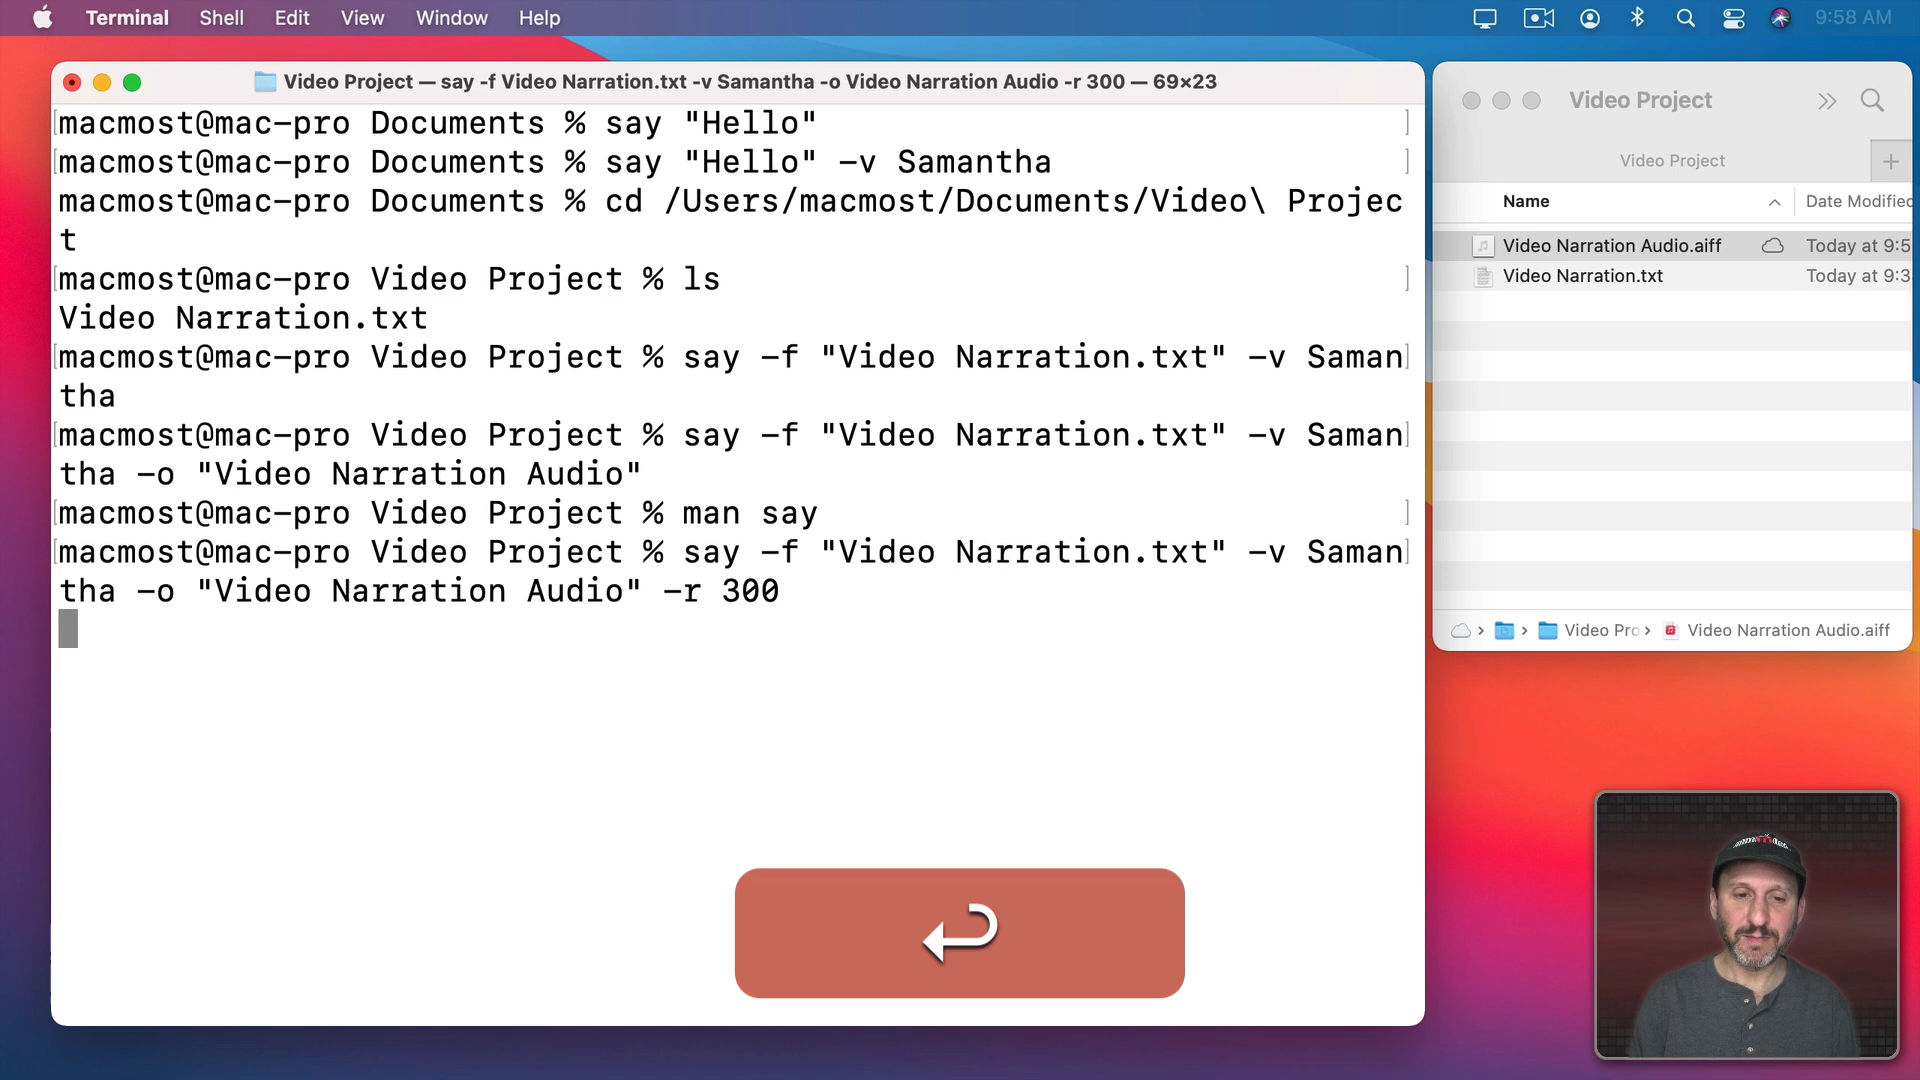 Terminal Shell Edit View Window Help 9:58 AM
Video Project — say -f Video Narration.txt -v Samantha -o Video Narration Audio -r 300 — 69×23
macmost@mac-pro Documents % say "Hello"
macmost@mac-pro Documents % say "Hello" -v Samantha
macmost@mac-pro Documents % cd /Users/macmost/Documents/Video\ Projec
t
macmost@mac-pro Video Project % ls
Video Narration.txt
macmost@mac-pro Video Project % say -f "Video Narration.txt" -v Saman
tha
macmost@mac-pro Video Project % say -f "Video Narration.txt" -v Saman
tha -o "Video Narration Audio"
macmost@mac-pro Video Project % man say
macmost@mac-pro Video Project % say -f "Video Narration.txt" -v Saman
tha -o "Video Narration Audio" -r 300
Video Project
Video Project
Name Date Modified
Video Narration Audio.aiff Today at 9:5
Video Narration.txt Today at 9:3
Video Pro Video Narration Audio.aiff